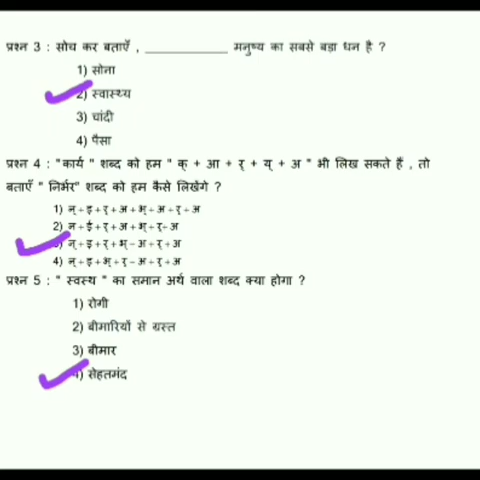 प्रश्न 3 : सोच कर बताएँ , ____________ मनुष्य का सबसे बड़ा धन है ?
1) सोना
2) स्वास्थ्य
3) चांदी
4) पैसा
प्रश्न 4 : "कार्य " शब्द को हम " क् + आ + र् + य् + अ " भी लिख सकते हैं , तो
बताएँ " निर्भर" शब्द को हम कैसे लिखेंगे ?
1) न्+इ+र्+अ+भ्+अ+र्+अ
2) न+ई+र्+अ+भ्+र्+अ
3) न्+इ+र्+भ्+अ+र्+अ
4) न्+इ+भ्+र्+अ+र्+अ
प्रश्न 5 : " स्वस्थ " का समान अर्थ वाला शब्द क्या होगा ?
1) रोगी
2) बीमारियों से ग्रस्त
3) बीमार
4) सेहतमंद